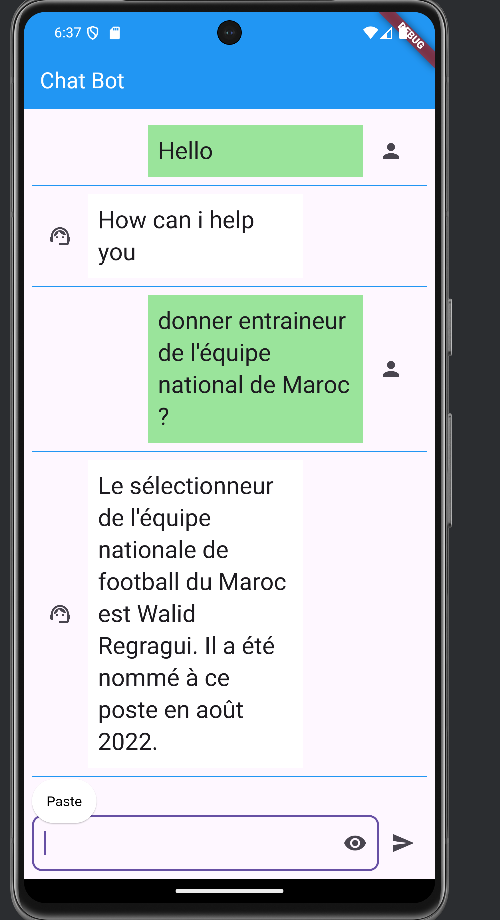 6:37
DEBUG
Chat Bot
Hello
How can i help
you
donner entraineur
de l'équipe
national de Maroc
?
Le sélectionneur
de l'équipe
nationale de
football du Maroc
est Walid
Regragui. Il a été
nommé à ce
poste en août
2022.
Paste